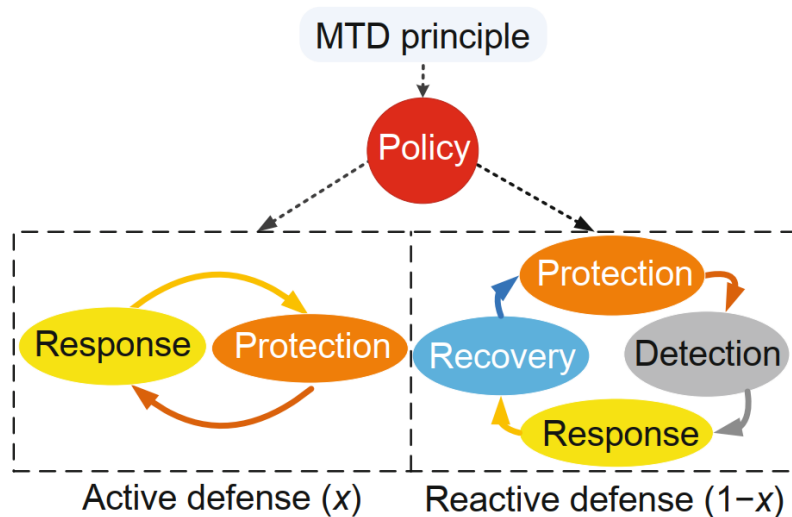 MTD principle
Policy
Response
Protection
Protection
Recovery
Detection
Response
Active defense (x)
Reactive defense (1−x)